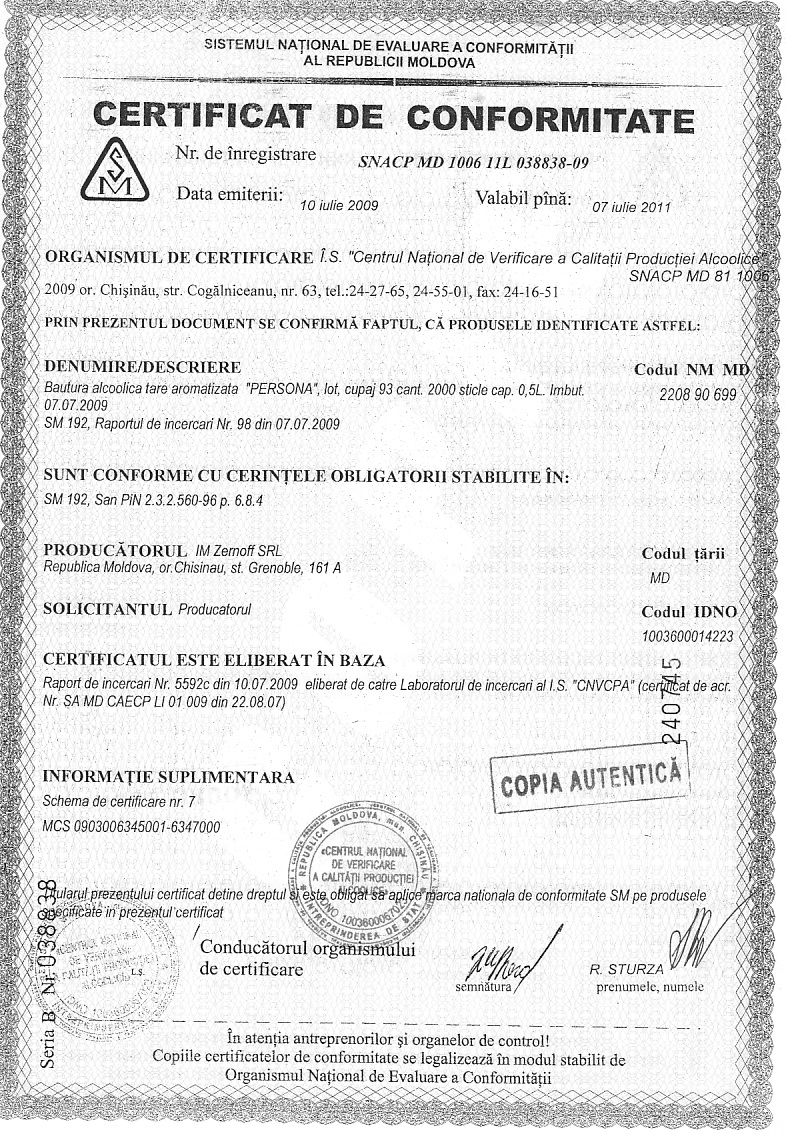 SISTEMUL NAȚIONAL DE EVALUARE A CONFORMITĂȚII
AL REPUBLICII MOLDOVA
CERTIFICAT DE CONFORMITATE
SM
Nr. de înregistrare SNACP MD 1006 11L 038838-09
Data emiterii: 10 iulie 2009 Valabil pînă: 07 iulie 2011
ORGANISMUL DE CERTIFICARE Î.S. "Centrul Național de Verificare a Calitații Producției Alcoolice"
SNACP MD 81 1006
2009 or. Chişinău, str. Cogălniceanu, nr. 63, tel.:24-27-65, 24-55-01, fax: 24-16-51
PRIN PREZENTUL DOCUMENT SE CONFIRMĂ FAPTUL, CĂ PRODUSELE IDENTIFICATE ASTFEL:
DENUMIRE/DESCRIERE Codul NM MD
Bautura alcoolica tare aromatizata "PERSONA", lot, cupaj 93 cant. 2000 sticle cap. 0,5L. Imbut. 2208 90 699
07.07.2009
SM 192, Raportul de incercari Nr. 98 din 07.07.2009
SUNT CONFORME CU CERINȚELE OBLIGATORII STABILITE ÎN:
SM 192, San PiN 2.3.2.560-96 p. 6.8.4
PRODUCĂTORUL IM Zernoff SRL Codul țării
Republica Moldova, or.Chisinau, st. Grenoble, 161 A MD
SOLICITANTUL Producatorul Codul IDNO
1003600014223
CERTIFICATUL ESTE ELIBERAT ÎN BAZA
Raport de incercari Nr. 5592c din 10.07.2009 eliberat de catre Laboratorul de incercari al I.S. "CNVCPA" (certificat de acr.
Nr. SA MD CAECP LI 01 009 din 22.08.07)
240745
COPIA AUTENTICĂ
INFORMAȚIE SUPLIMENTARA
Schema de certificare nr. 7
MCS 0903006345001-6347000
REPUBLICA MOLDOVA, mun. CHIȘINĂU
«CENTRUL NAȚIONAL
DE VERIFICARE
A CALITĂȚII PRODUCȚIEI
ALCOOLICE»
ÎNTREPRINDEREA DE STAT
Titularul prezentului certificat detine dreptul si este obligat sa aplice marca nationala de conformitate SM pe produsele
specificate in prezentul certificat
Seria B Nr. 038838
L.Ș.
Conducătorul organismului
de certificare
semnătura
R. STURZA
prenumele, numele
În atenția antreprenorilor şi organelor de control!
Copiile certificatelor de conformitate se legalizează în modul stabilit de
Organismul Național de Evaluare a Conformității